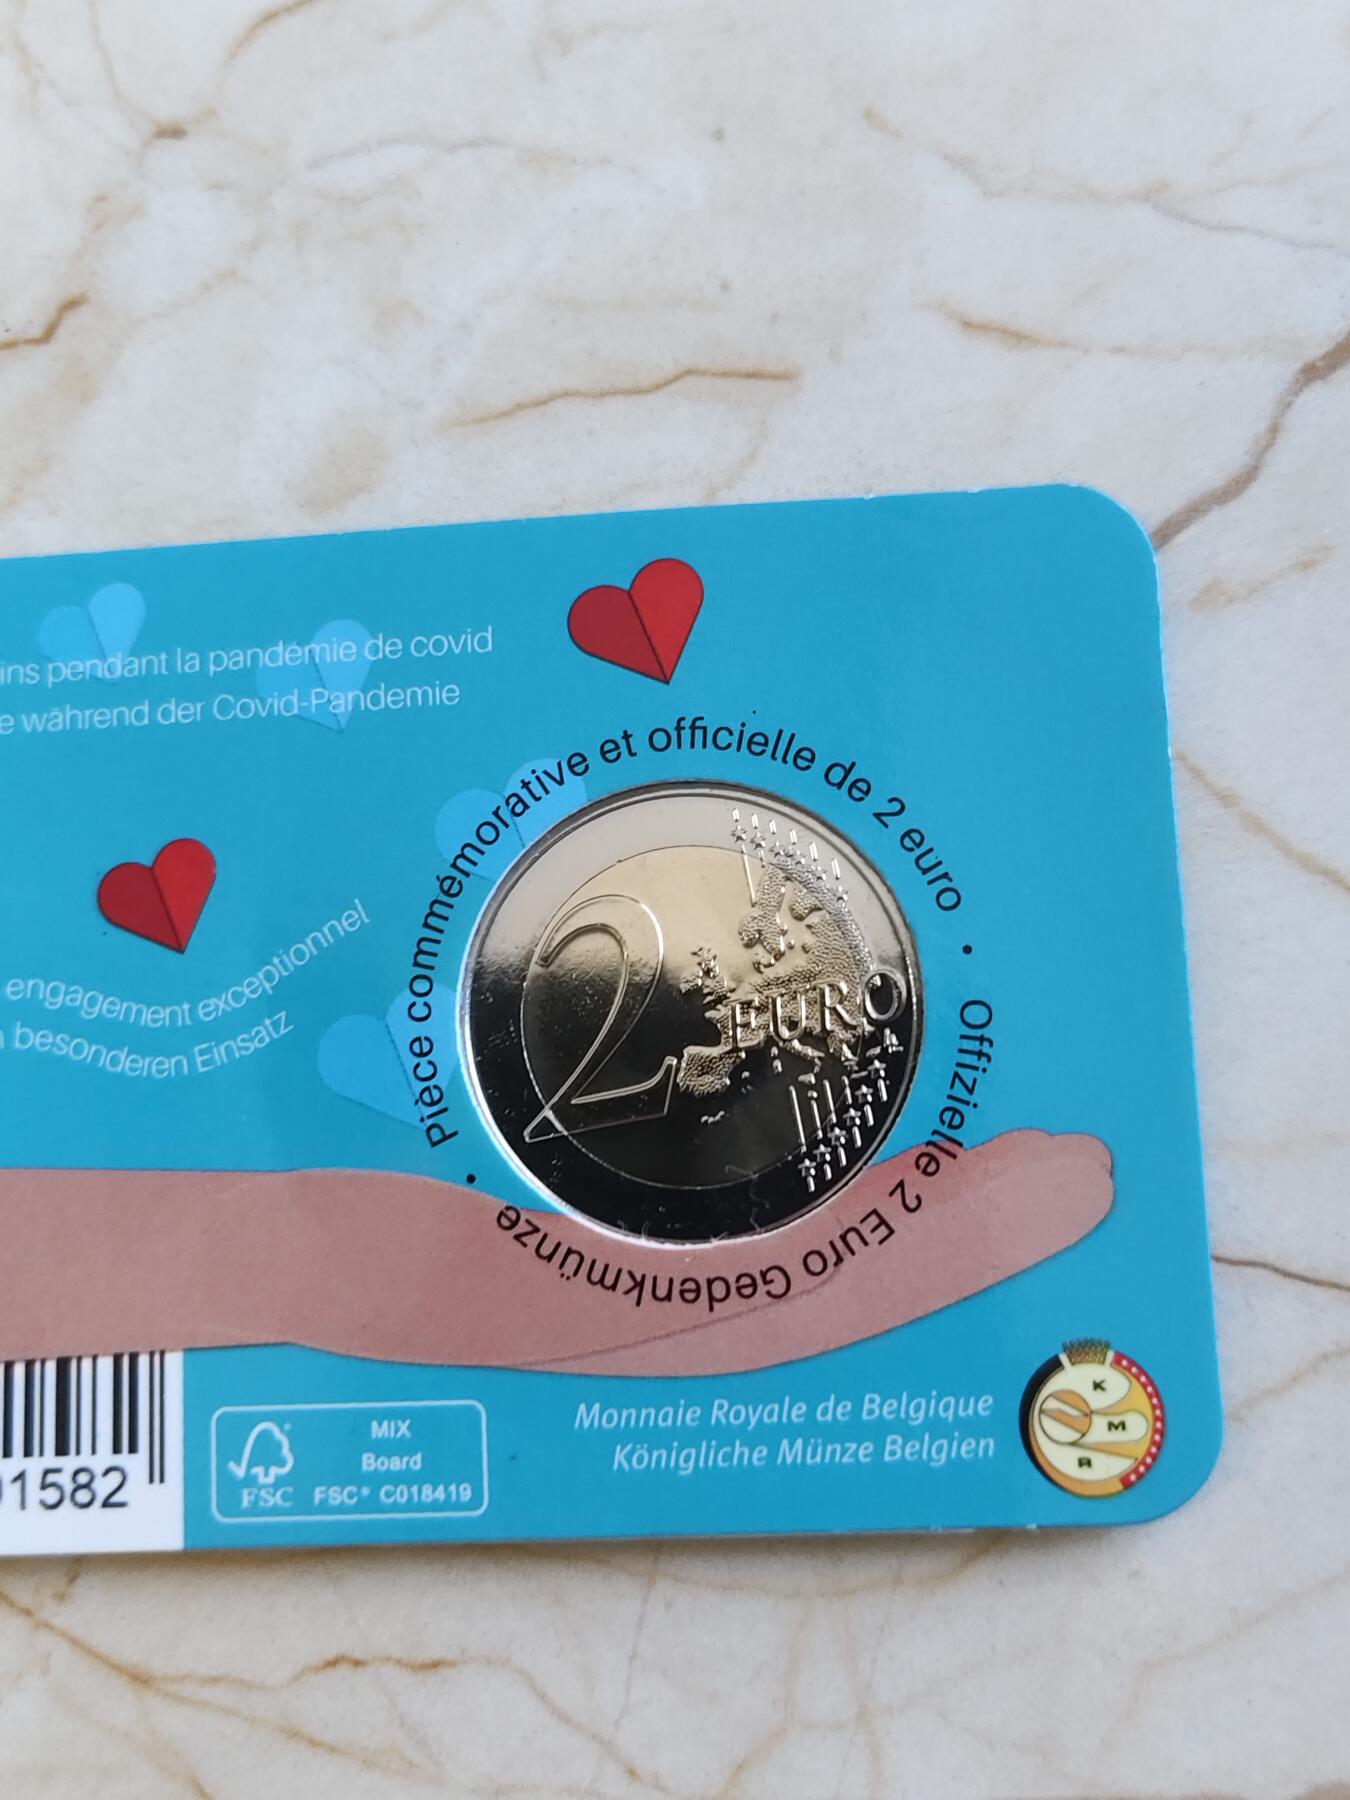 pendant la pandémie de covid
während der Covid-Pandemie
engagement exceptionnel
besonderen Einsatz
Pièce commémorative et officielle de 2 euro •
Offizielle 2 Euro Gedenkmünze •
2 EURO
1582
FSC
MIX
Board
FSC® C018419
Monnaie Royale de Belgique
Königliche Münze Belgien
K
M
R